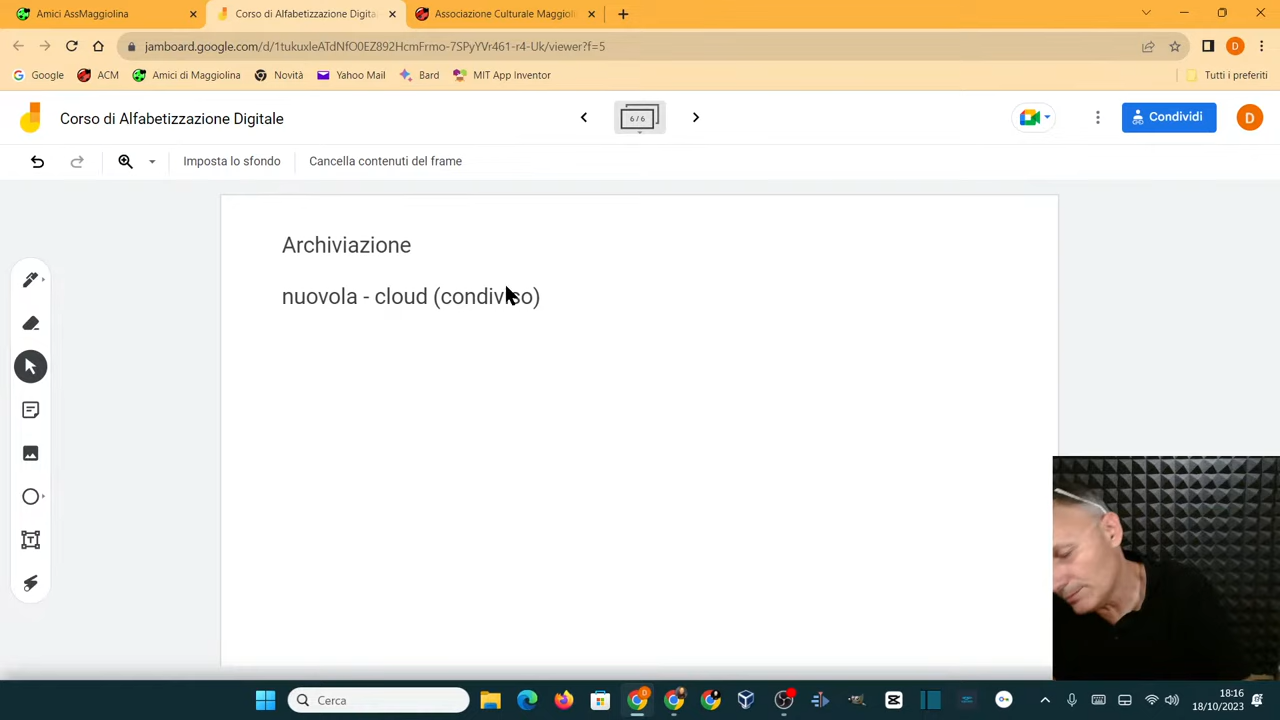 Amici AssMaggiolina
Corso di Alfabetizzazione Digita
Associazione Culturale Maggioli
jamboard.google.com/d/1tukuxleATdNfO0EZ892HcmFrmo-7SPyYVr461-r4-Uk/viewer?f=5
D
Google
ACM
Amici di Maggiolina
Novità
Yahoo Mail
Bard
MIT App Inventor
Tutti i preferiti
Corso di Alfabetizzazione Digitale
6 / 6
Condividi
D
Imposta lo sfondo
Cancella contenuti del frame
Archiviazione
nuovola - cloud (condiviso)
Cerca
18:16
18/10/2023